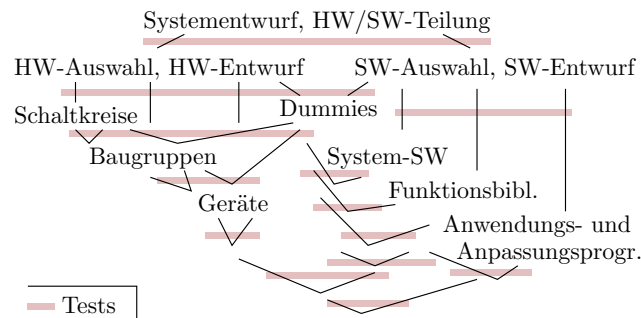 Systementwurf, HW/SW-Teilung
HW-Auswahl, HW-Entwurf
SW-Auswahl, SW-Entwurf
Schaltkreise
Dummies
Baugruppen
System-SW
Geräte
Funktionsbibl.
Anwendungs- und
Anpassungsprogr.
Tests